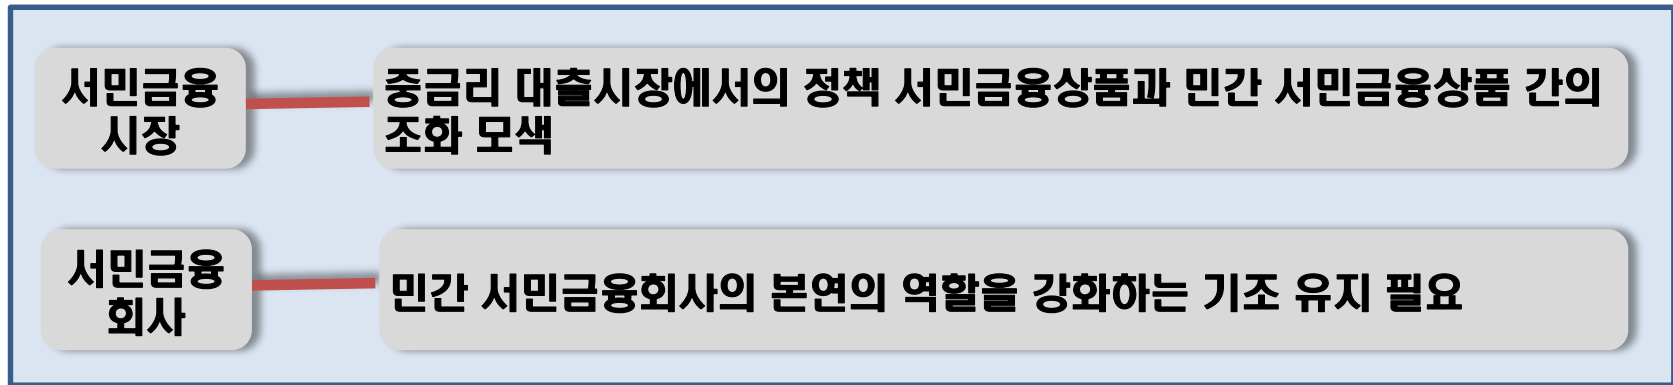 서민금융
시장
중금리 대출시장에서의 정책 서민금융상품과 민간 서민금융상품 간의
조화 모색
서민금융
회사
민간 서민금융회사의 본연의 역할을 강화하는 기조 유지 필요